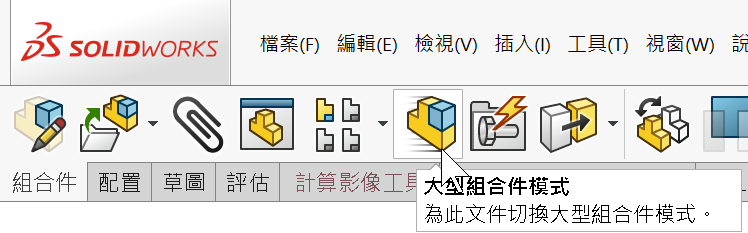 SOLIDWORKS
檔案(F) 編輯(E) 檢視(V) 插入(I) 工具(T) 視窗(W) 說
組合件 配置 草圖 評估 計算影像工具
大型組合件模式
為此文件切換大型組合件模式。